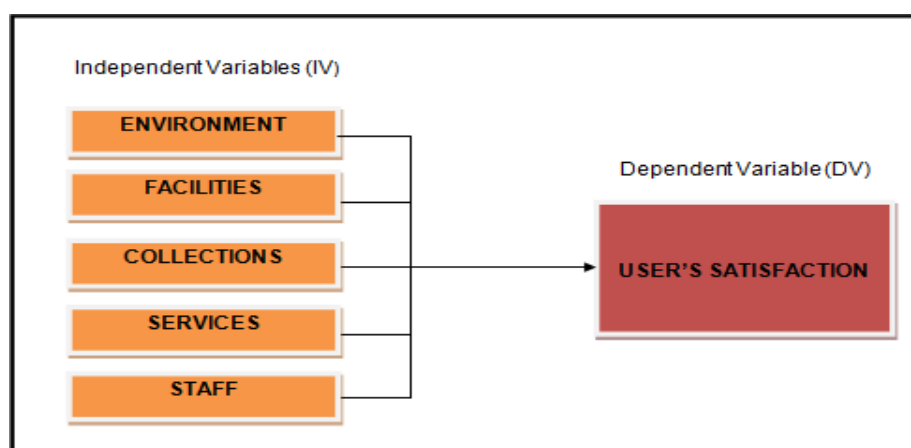 Independent Variables (IV)
ENVIRONMENT
FACILITIES
COLLECTIONS
SERVICES
STAFF
Dependent Variable (DV)
USER'S SATISFACTION